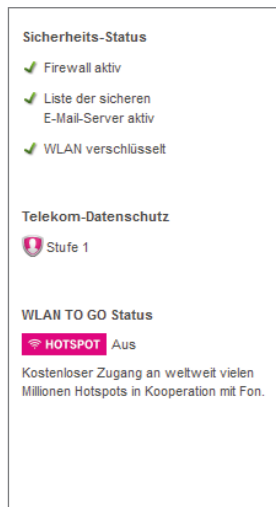 Sicherheits-Status
Firewall aktiv
Liste der sicheren
E-Mail-Server aktiv
WLAN verschlüsselt
Telekom-Datenschutz
Stufe 1
WLAN TO GO Status
HOTSPOT Aus
Kostenloser Zugang an weltweit vielen
Millionen Hotspots in Kooperation mit Fon.